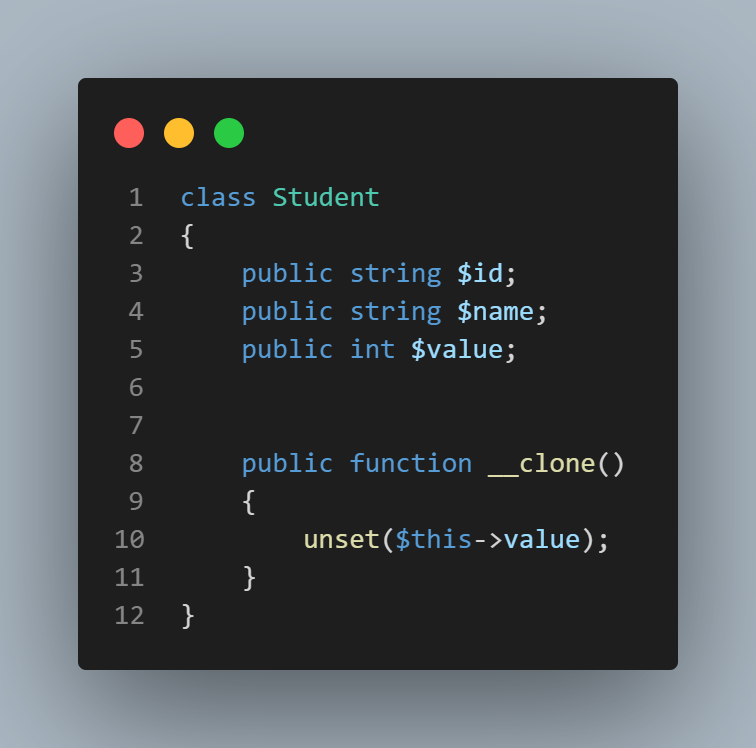 1 class Student
2 {
3     public string $id;
4     public string $name;
5     public int $value;
6
7
8     public function __clone()
9     {
10         unset($this->value);
11     }
12 }